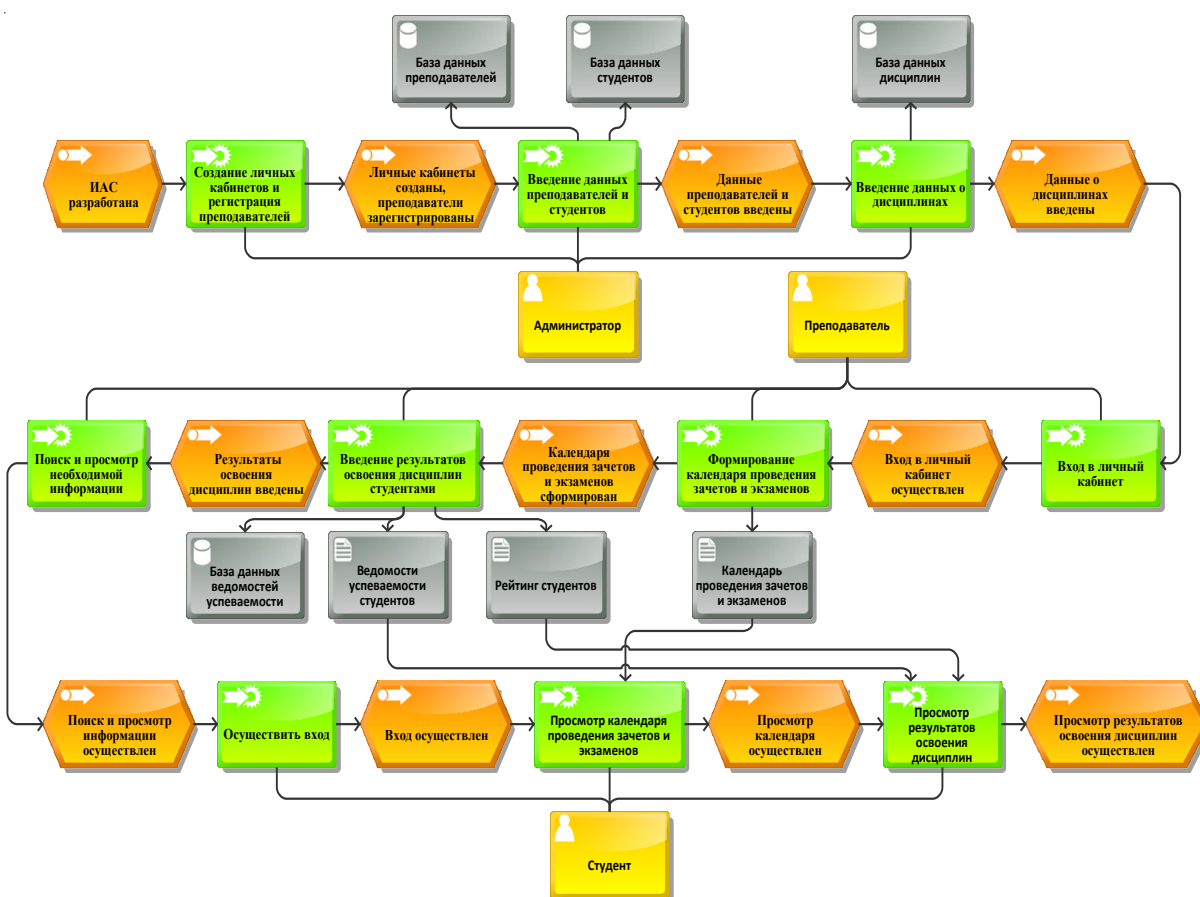 База данных
преподавателей
База данных
студентов
База данных
дисциплин
ИАС
разработана
Создание личных
кабинетов и
регистрация
преподавателей
Личные кабинеты
созданы,
преподаватели
зарегистрированы
Введение данных
преподавателей и
студентов
Данные
преподавателей и
студентов введены
Введение данных о
дисциплинах
Данные о
дисциплинах
введены
Администратор
Преподаватель
Поиск и просмотр
необходимой
информации
Результаты
освоения
дисциплин введены
Введение результатов
освоения дисциплин
студентами
Календаря
проведения зачетов
и экзаменов
сформирован
Формирование
календаря проведения
зачетов и экзаменов
Вход в личный
кабинет
осуществлен
Вход в личный
кабинет
База данных
ведомостей
успеваемости
Ведомости
успеваемости
студентов
Рейтинг студентов
Календарь
проведения зачетов
и экзаменов
Поиск и просмотр
информации
осуществлен
Осуществить вход
Вход осуществлен
Просмотр календаря
проведения зачетов и
экзаменов
Просмотр
календаря
осуществлен
Просмотр
результатов
освоения
дисциплин
Просмотр результатов
освоения дисциплин
осуществлен
Студент